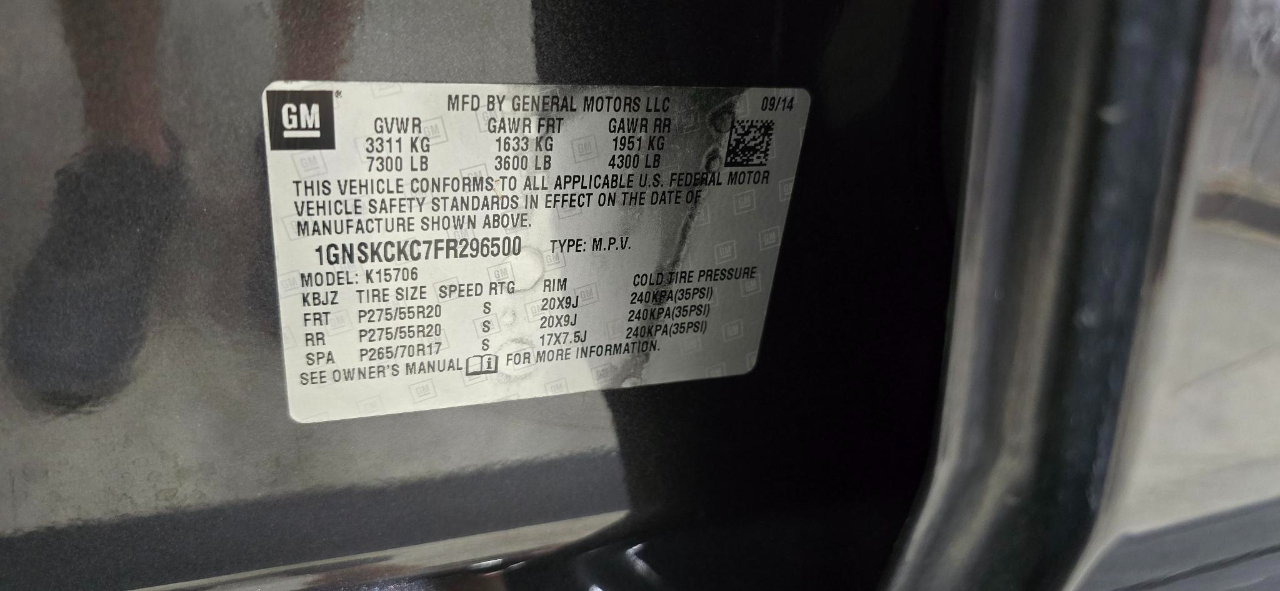 GM
MFD BY GENERAL MOTORS LLC 09/14
GVWR GAWR FRT GAWR RR
3311 KG 1633 KG 1951 KG
7300 LB 3600 LB 4300 LB
THIS VEHICLE CONFORMS TO ALL APPLICABLE U.S. FEDERAL MOTOR
VEHICLE SAFETY STANDARDS IN EFFECT ON THE DATE OF
MANUFACTURE SHOWN ABOVE.
1GNSKCKC7FR296500 TYPE: M.P.V.
MODEL: K15706
KBJZ TIRE SIZE SPEED RTG RIM COLD TIRE PRESSURE
FRT P275/55R20 S 20X9J 240KPA(35PSI)
RR P275/55R20 S 20X9J 240KPA(35PSI)
SPA P265/70R17 S 17X7.5J 240KPA(35PSI)
SEE OWNER'S MANUAL FOR MORE INFORMATION.